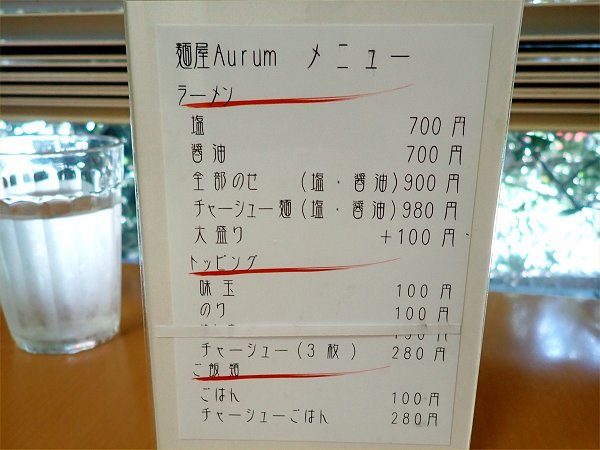 麺屋Aurum メニュー
ラーメン
塩 700円
醤油 700円
全部のせ (塩・醤油)900円
チャーシュー麺(塩・醤油)980円
大盛り +100円
トッピング
味玉 100円
のり 100円
チャーシュー(3枚) 280円
ご飯類
ごはん 100円
チャーシューごはん 280円